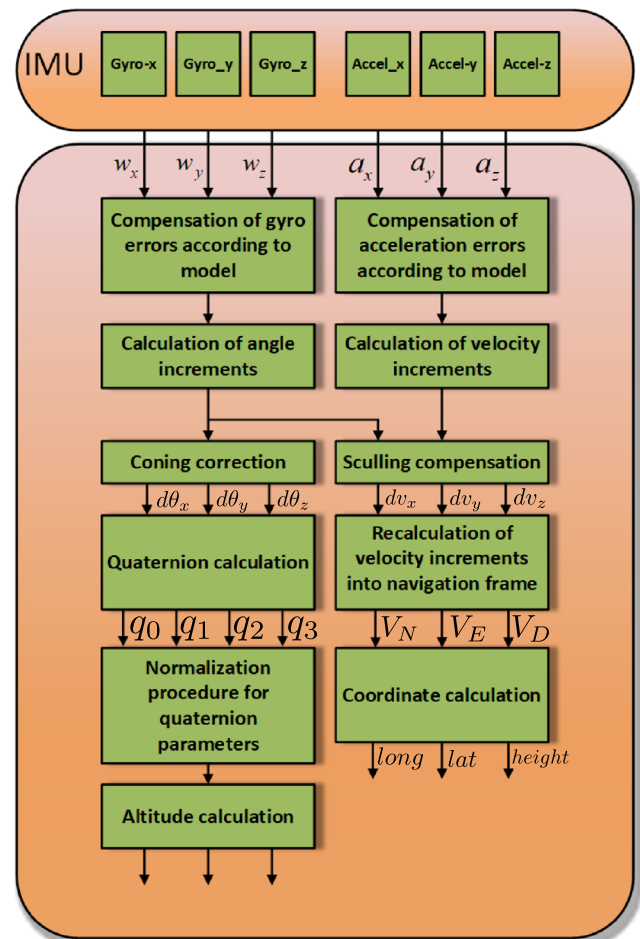 IMU
Gyro-x Gyro_y Gyro_z Accel_x Accel-y Accel-z
w_x w_y w_z a_x a_y a_z
Compensation of gyro
errors according to
model
Compensation of
acceleration errors
according to model
Calculation of angle
increments
Calculation of velocity
increments
Coning correction
Sculling compensation
dθ_x dθ_y dθ_z
dv_x dv_y dv_z
Quaternion calculation
Recalculation of
velocity increments
into navigation frame
q_0 q_1 q_2 q_3
V_N V_E V_D
Normalization
procedure for
quaternion
parameters
Coordinate calculation
long lat height
Altitude calculation